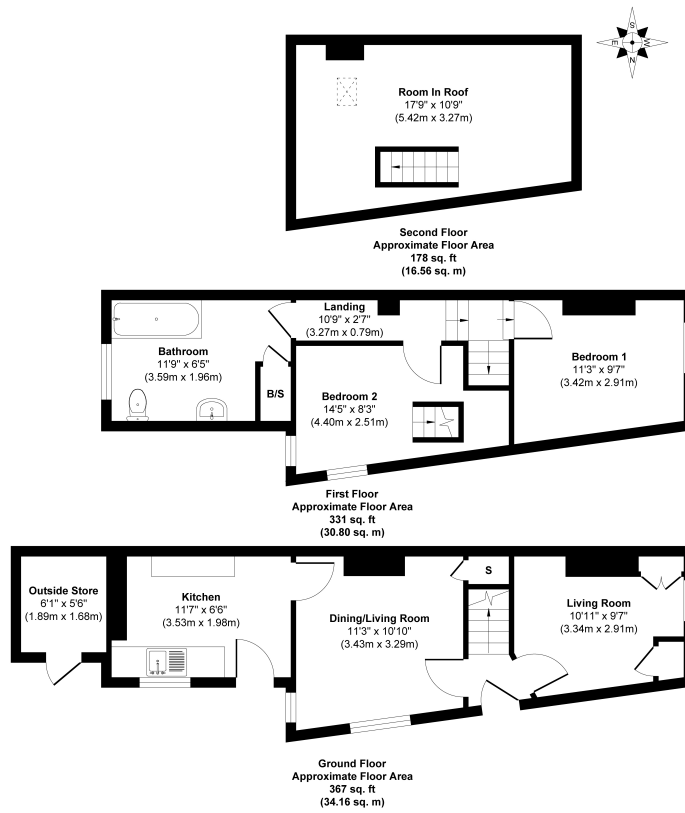 S
E
W
N
Room In Roof
17'9" x 10'9"
(5.42m x 3.27m)
Second Floor
Approximate Floor Area
178 sq. ft
(16.56 sq. m)
Landing
10'9" x 2'7"
(3.27m x 0.79m)
Bathroom
11'9" x 6'5"
(3.59m x 1.96m)
B/S
Bedroom 2
14'5" x 8'3"
(4.40m x 2.51m)
Bedroom 1
11'3" x 9'7"
(3.42m x 2.91m)
First Floor
Approximate Floor Area
331 sq. ft
(30.80 sq. m)
Outside Store
6'1" x 5'6"
(1.89m x 1.68m)
Kitchen
11'7" x 6'6"
(3.53m x 1.98m)
Dining/Living Room
11'3" x 10'10"
(3.43m x 3.29m)
S
Living Room
10'11" x 9'7"
(3.34m x 2.91m)
Ground Floor
Approximate Floor Area
367 sq. ft
(34.16 sq. m)